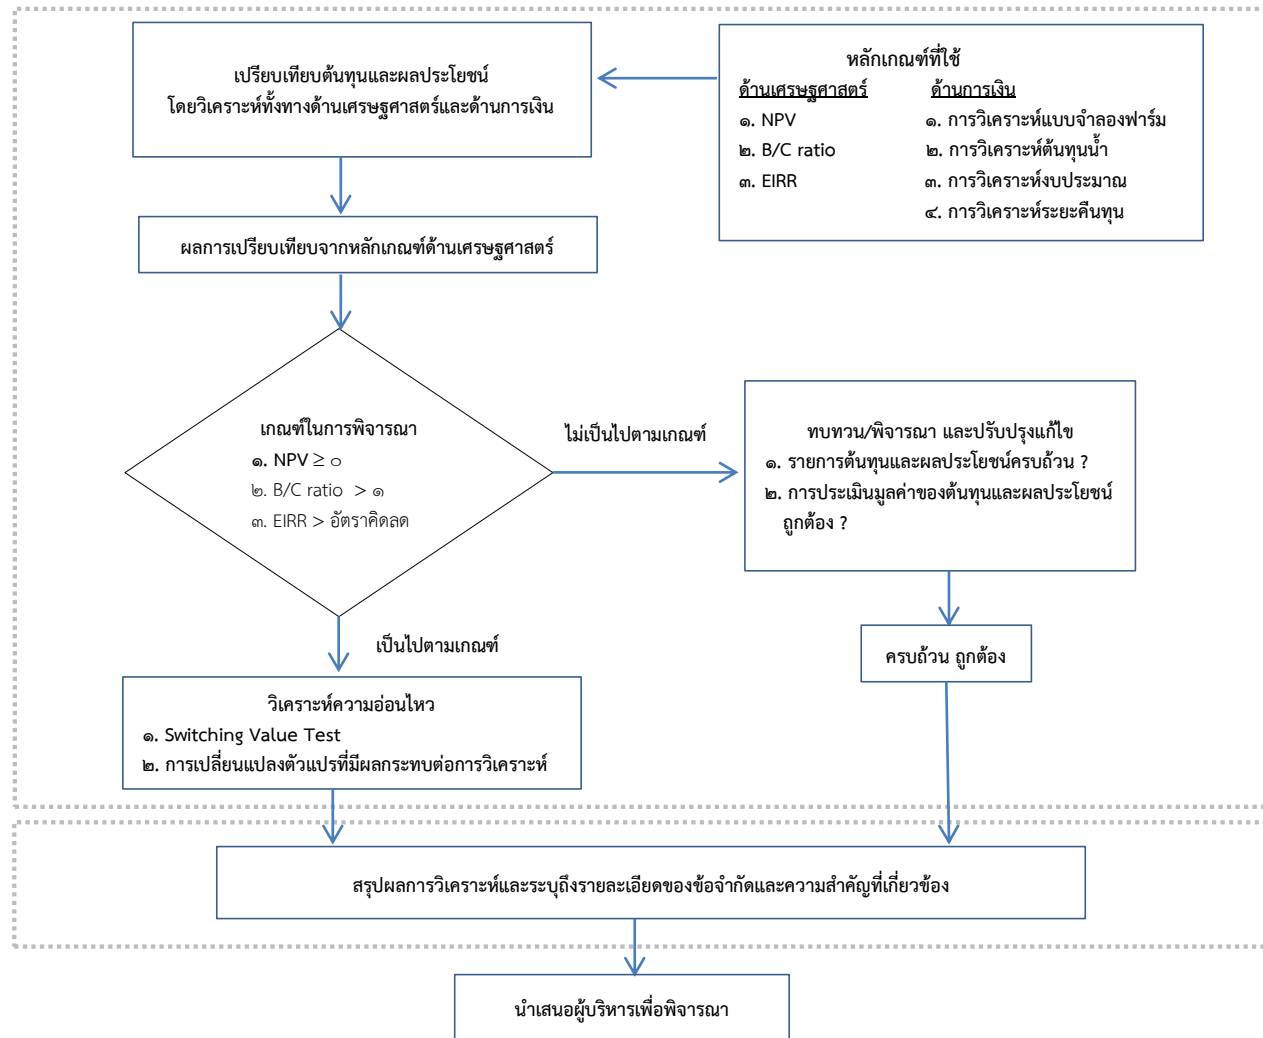 เปรียบเทียบต้นทุนและผลประโยชน์
โดยวิเคราะห์ทั้งทางด้านเศรษฐศาสตร์และด้านการเงิน
หลักเกณฑ์ที่ใช้
ด้านเศรษฐศาสตร์
๑. NPV
๒. B/C ratio
๓. EIRR
ด้านการเงิน
๑. การวิเคราะห์แบบจำลองฟาร์ม
๒. การวิเคราะห์ต้นทุนน้ำ
๓. การวิเคราะห์งบประมาณ
๔. การวิเคราะห์ระยะคืนทุน
ผลการเปรียบเทียบจากหลักเกณฑ์ด้านเศรษฐศาสตร์
เกณฑ์ในการพิจารณา
๑. NPV ≥ ๐
๒. B/C ratio > ๑
๓. EIRR > อัตราคิดลด
ไม่เป็นไปตามเกณฑ์
ทบทวน/พิจารณา และปรับปรุงแก้ไข
๑. รายการต้นทุนและผลประโยชน์ครบถ้วน ?
๒. การประเมินมูลค่าของต้นทุนและผลประโยชน์
ถูกต้อง ?
เป็นไปตามเกณฑ์
ครบถ้วน ถูกต้อง
วิเคราะห์ความอ่อนไหว
๑. Switching Value Test
๒. การเปลี่ยนแปลงตัวแปรที่มีผลกระทบต่อการวิเคราะห์
สรุปผลการวิเคราะห์และระบุถึงรายละเอียดของข้อจำกัดและความสำคัญที่เกี่ยวข้อง
นำเสนอผู้บริหารเพื่อพิจารณา